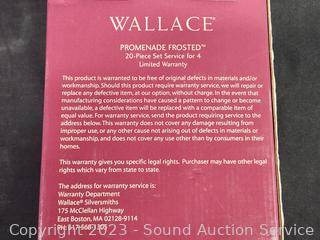 WALLACE®
PROMENADE FROSTED™
20-Piece Set Service for 4
Limited Warranty
This product is warranted to be free of original defects in materials and/or
workmanship. Should this product require warranty service, we will repair or
replace any defective item, at our option, without charge. In the event that
manufacturing considerations have caused a pattern to change or become
unavailable, a defective item will be replaced with a comparable item of
equal value. For warranty service, send the product requiring service to the
address below. This warranty does not cover any damage resulting from
improper use, or any other cause not arising out of defects in materials
and/or workmanship, and does not cover any use other than by consumers in their
homes.
This warranty gives you specific legal rights. Purchaser may have other legal
rights which vary from state to state.
The address for warranty service is:
Warranty Department
Wallace® Silversmiths
175 McClellan Highway
East Boston, MA 02128-9114
Copyright 2023 - Sound Auction Service